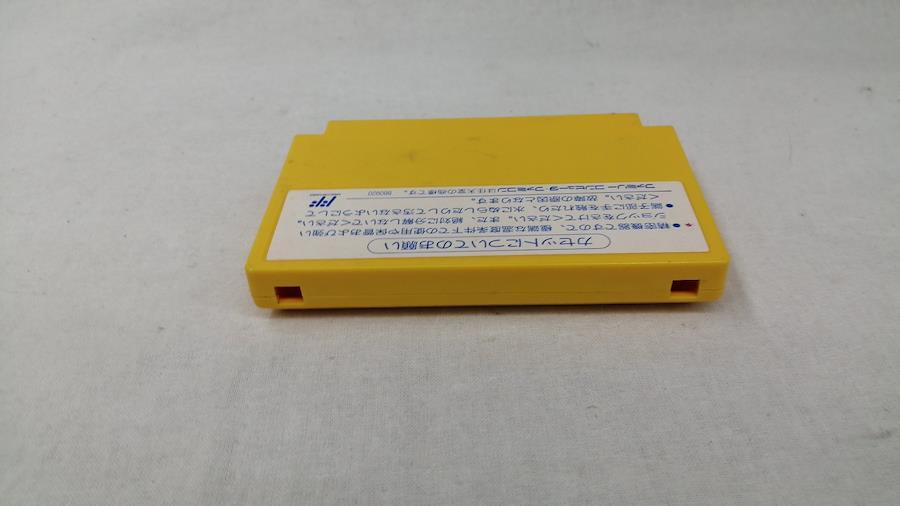 カセットについてのお願い
●精密機器ですので、極端な温度条件下での使用や保管および強い
ショックをさけてください。また、絶対に分解しないでください。
●端子部に手を触れたり、水にぬらしたりして汚さないようにして
ください。故障の原因となります。
ファミリーコンピュータ・ファミコンは任天堂の商標です。